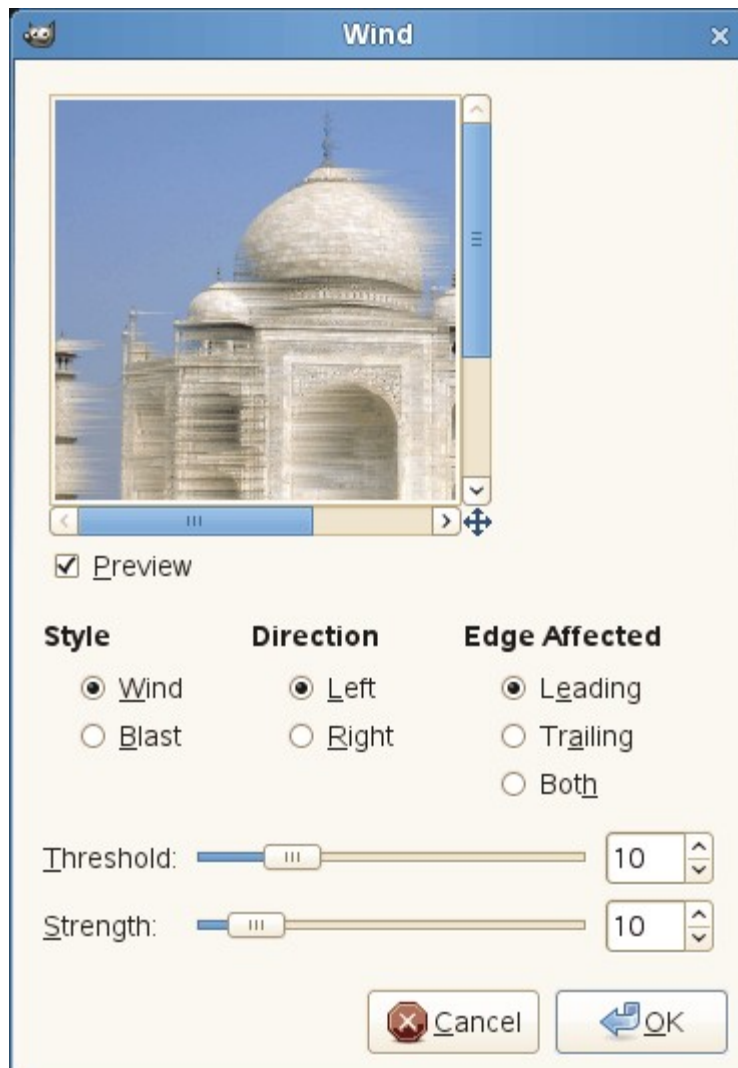 Wind
Preview
Style Direction Edge Affected
Wind Left Leading
Blast Right Trailing
Both
Threshold: 10
Strength: 10
Cancel OK